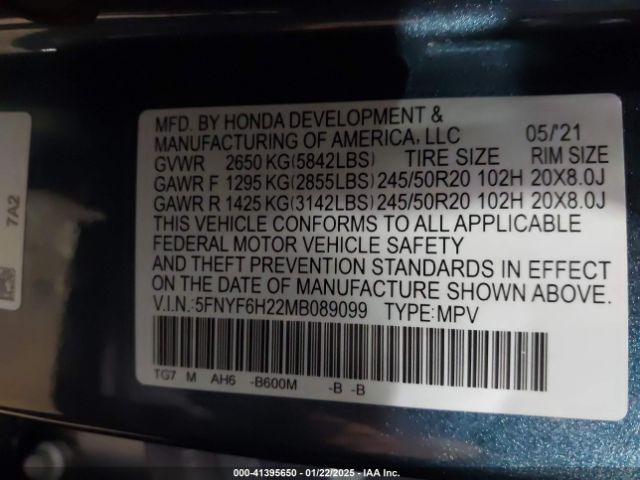 MFD. BY HONDA DEVELOPMENT &
MANUFACTURING OF AMERICA, LLC 05/'21
GVWR 2650 KG(5842LBS) TIRE SIZE RIM SIZE
GAWR F 1295 KG(2855LBS) 245/50R20 102H 20X8.0J
GAWR R 1425 KG(3142LBS) 245/50R20 102H 20X8.0J
THIS VEHICLE CONFORMS TO ALL APPLICABLE
FEDERAL MOTOR VEHICLE SAFETY
AND THEFT PREVENTION STANDARDS IN EFFECT
ON THE DATE OF MANUFACTURE SHOWN ABOVE.
V.I.N.:5FNYF6H22MB089099 TYPE:MPV
TG7 M AH6 -B600M -B -B
7A2
000-41395650 - 01/22/2025 - IAA Inc.